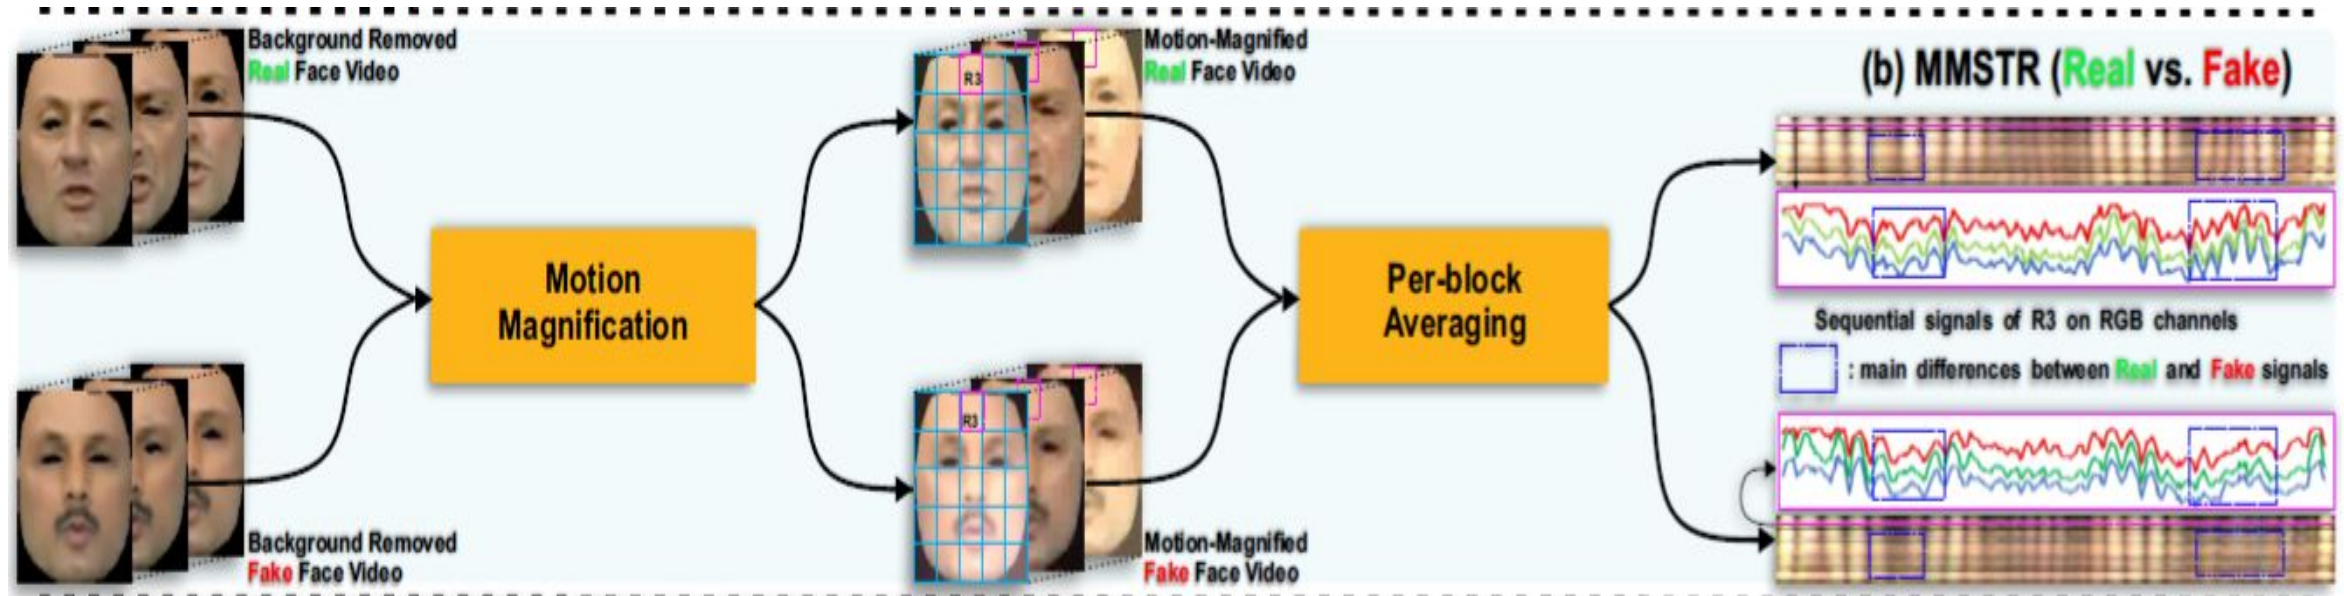 Background Removed
Real Face Video
Motion-Magnified
Real Face Video
(b) MMSTR (Real vs. Fake)
R3
Motion
Magnification
Per-block
Averaging
Sequential signals of R3 on RGB channels
: main differences between Real and Fake signals
R3
Background Removed
Fake Face Video
Motion-Magnified
Fake Face Video